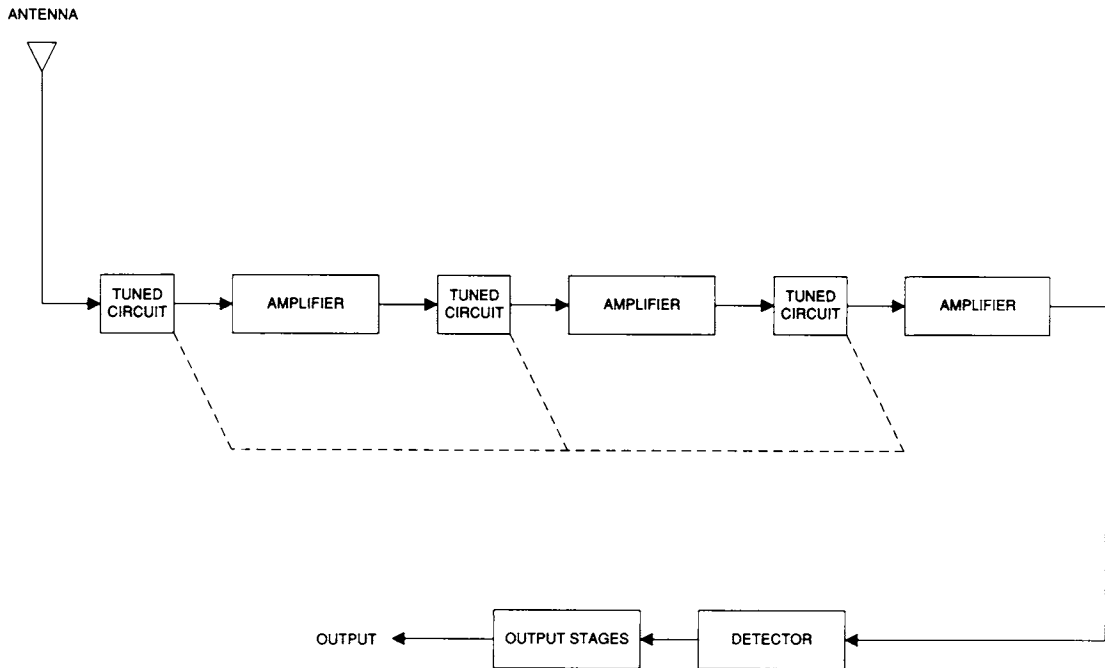 ANTENNA
TUNED
CIRCUIT
AMPLIFIER
TUNED
CIRCUIT
AMPLIFIER
TUNED
CIRCUIT
AMPLIFIER
OUTPUT
OUTPUT STAGES
DETECTOR